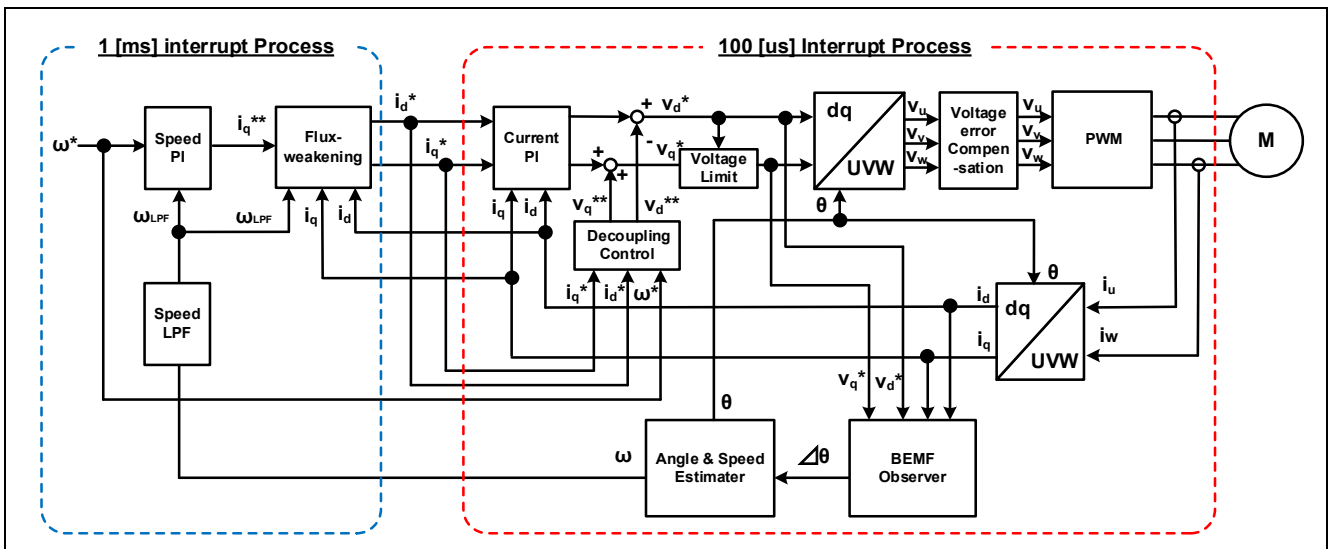 1 [ms] interrupt Process
100 [us] Interrupt Process
ω*
Speed
PI
iq**
Flux-
weakening
id*
iq*
Current
PI
+
vd*
-
+
+
vq*
Voltage
Limit
dq
UVW
vu
vv
vw
Voltage
error
Compen
-sation
vu
vv
vw
PWM
M
ωLPF
ωLPF
iq
id
iq
id
vq**
vd**
Decoupling
Control
iq*
id*
ω*
θ
θ
Speed
LPF
id
iq
dq
UVW
iu
iw
vq*
vd*
θ
ω
Angle & Speed
Estimater
⊿θ
BEMF
Observer